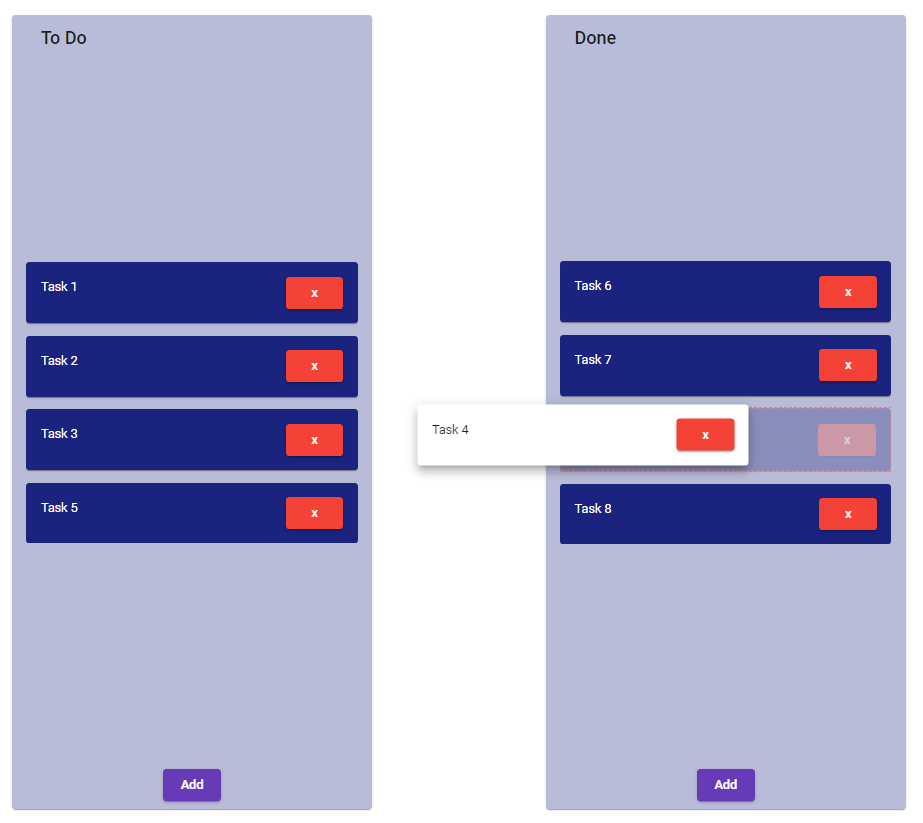 To Do
Task 1 x
Task 2 x
Task 3 x
Task 5 x
Add
Task 4 x
Done
Task 6 x
Task 7 x
x
Task 8 x
Add